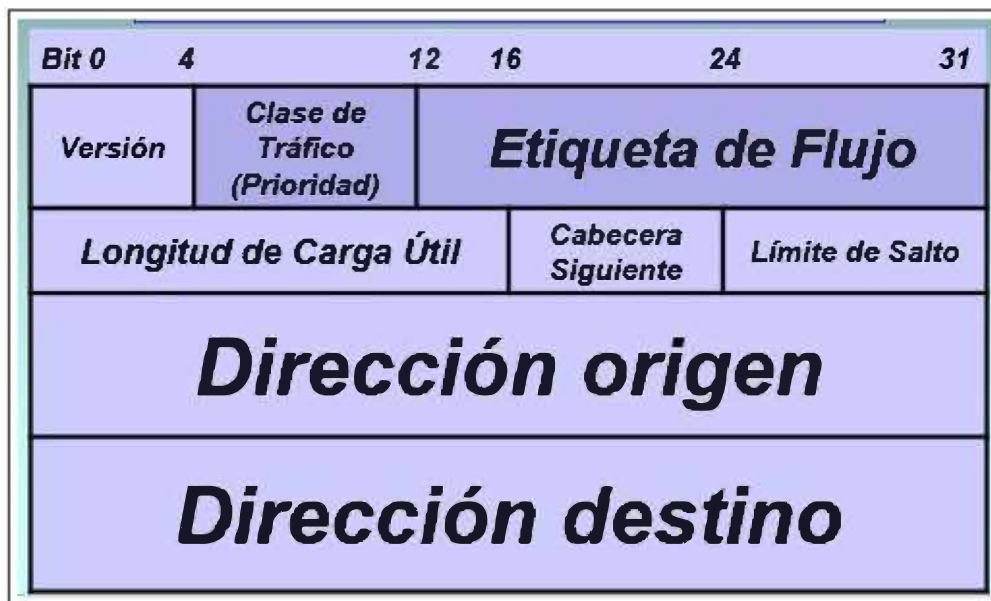 Bit 0 4 12 16 24 31
Versión
Clase de
Tráfico
(Prioridad)
Etiqueta de Flujo
Longitud de Carga Útil
Cabecera
Siguiente
Límite de Salto
Dirección origen
Dirección destino